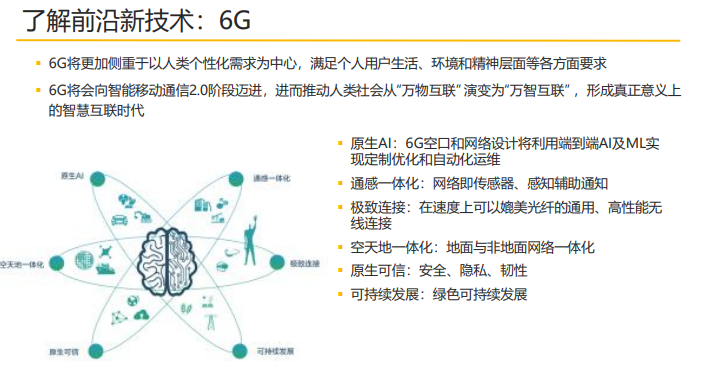 了解前沿新技术：6G
6G将更加侧重于以人类个性化需求为中心，满足个人用户生活、环境和精神层面等各方面要求
6G将会向智能移动通信2.0阶段迈进，进而推动人类社会从“万物互联”演变为“万智互联”，形成真正意义上
的智慧互联时代
原生AI：6G空口和网络设计将利用端到端AI及ML实
现定制优化和自动化运维
通感一体化：网络即传感器、感知辅助通知
极致连接：在速度上可以媲美光纤的通用、高性能无
线连接
空天地一体化：地面与非地面网络一体化
原生可信：安全、隐私、韧性
可持续发展：绿色可持续发展
原生AI
通感一体化
空天地一体化
极致连接
原生可信
可持续发展